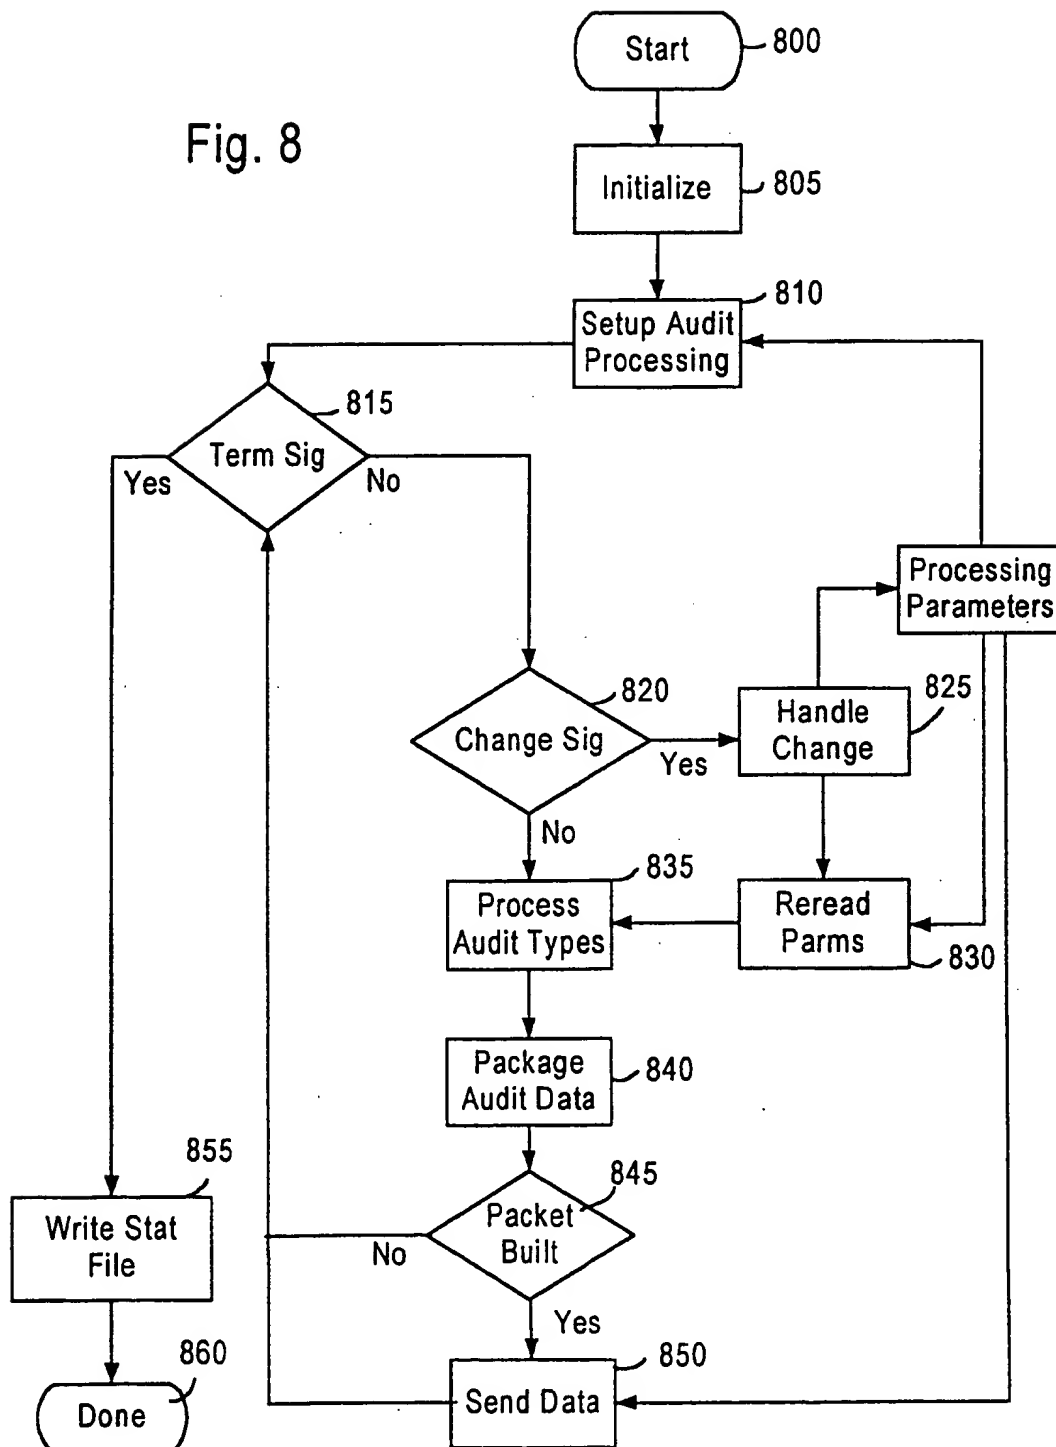 Fig. 8
Start
800
Initialize
805
810
Setup Audit
Processing
815
Term Sig
Yes
No
Processing
Parameters
820
Change Sig
Yes
No
825
Handle
Change
835
Process
Audit Types
Reread
Parms
830
Package
Audit Data
840
845
Packet
Built
No
Yes
855
Write Stat
File
850
Send Data
860
Done